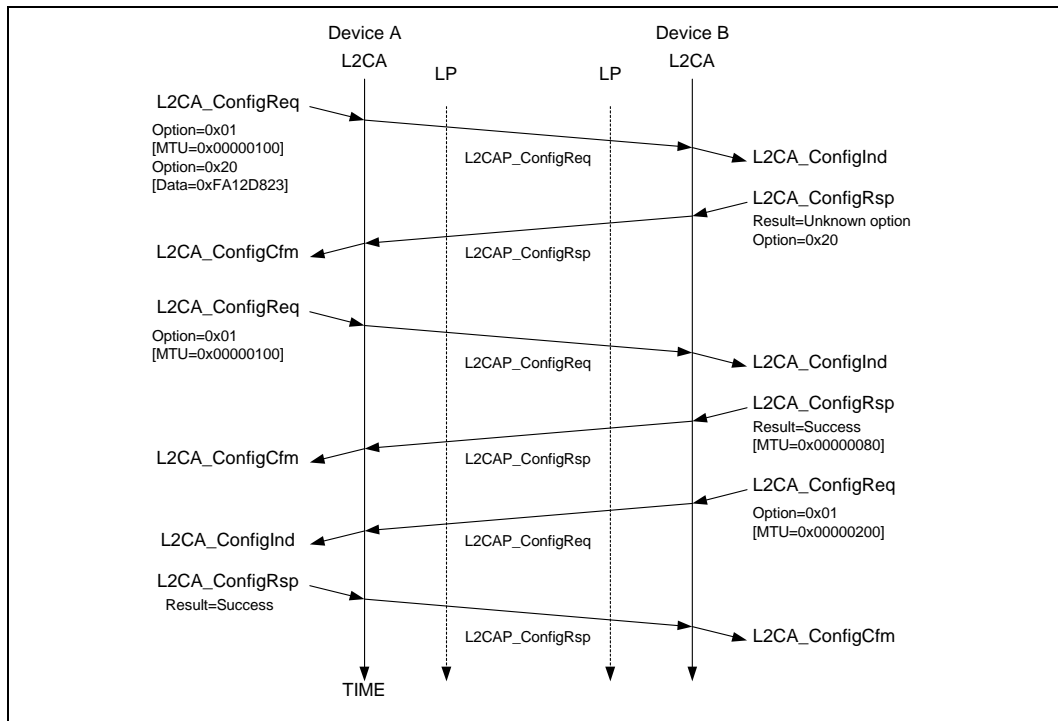 Device A
Device B
L2CA
LP
LP
L2CA
L2CA_ConfigReq
Option=0x01
[MTU=0x00000100]
Option=0x20
[Data=0xFA12D823]
L2CAP_ConfigReq
L2CA_ConfigInd
L2CA_ConfigRsp
Result=Unknown option
Option=0x20
L2CA_ConfigCfm
L2CAP_ConfigRsp
L2CA_ConfigReq
Option=0x01
[MTU=0x00000100]
L2CAP_ConfigReq
L2CA_ConfigInd
L2CA_ConfigRsp
Result=Success
[MTU=0x00000080]
L2CA_ConfigCfm
L2CAP_ConfigRsp
L2CA_ConfigReq
Option=0x01
[MTU=0x00000200]
L2CA_ConfigInd
L2CAP_ConfigReq
L2CA_ConfigRsp
Result=Success
L2CAP_ConfigRsp
L2CA_ConfigCfm
TIME